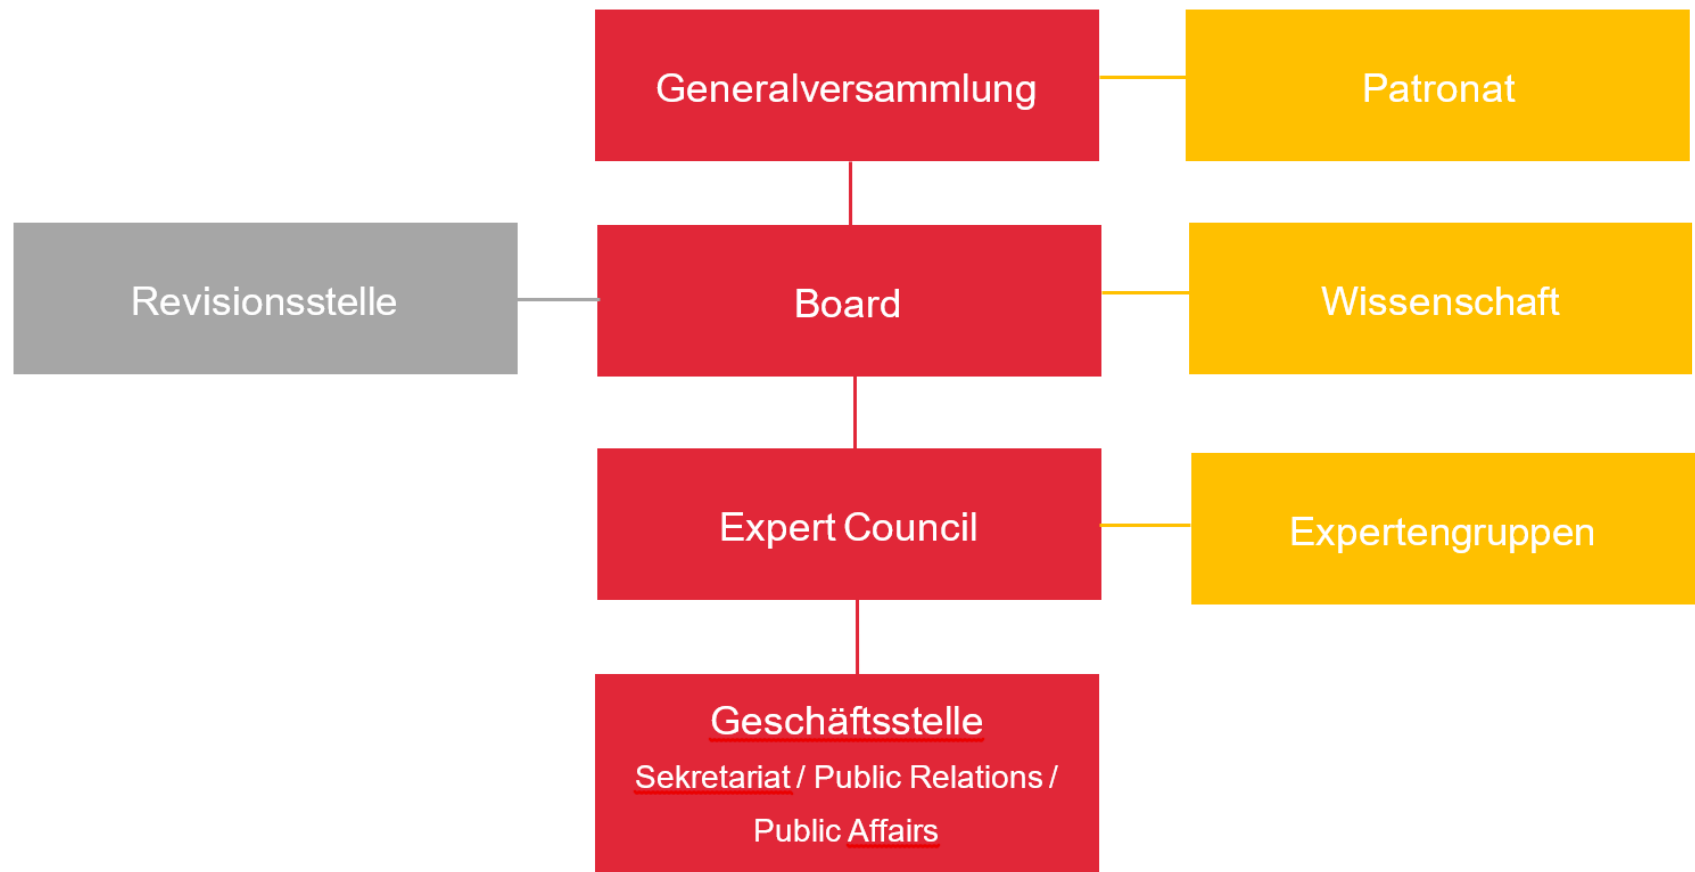 Generalversammlung
Patronat
Revisionsstelle
Board
Wissenschaft
Expert Council
Expertengruppen
Geschäftsstelle
Sekretariat / Public Relations /
Public Affairs